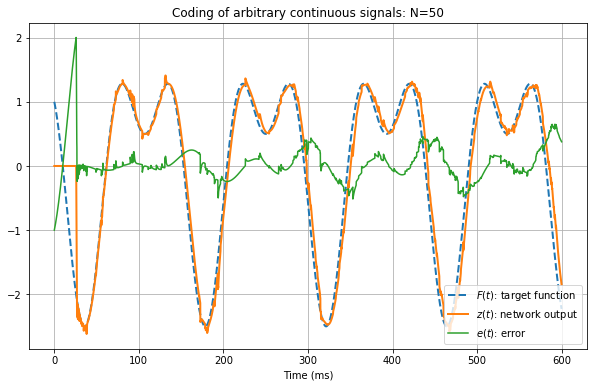 Coding of arbitrary continuous signals: N=50
2
1
0
−1
−2
F(t): target function
z(t): network output
e(t): error
0
100
200
300
400
500
600
Time (ms)